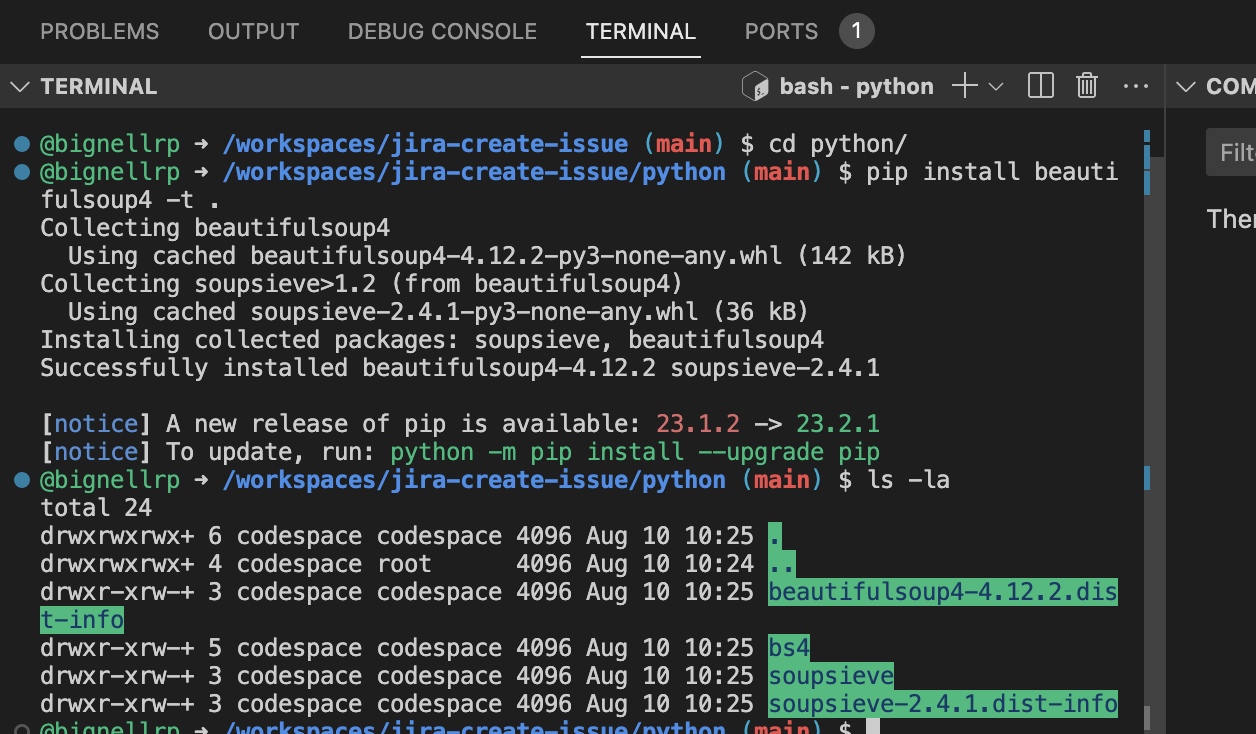 PROBLEMS OUTPUT DEBUG CONSOLE TERMINAL PORTS 1
TERMINAL bash - python
@bignellrp ➜ /workspaces/jira-create-issue (main) $ cd python/
@bignellrp ➜ /workspaces/jira-create-issue/python (main) $ pip install beauti
fulsoup4 -t .
Collecting beautifulsoup4
  Using cached beautifulsoup4-4.12.2-py3-none-any.whl (142 kB)
Collecting soupsieve>1.2 (from beautifulsoup4)
  Using cached soupsieve-2.4.1-py3-none-any.whl (36 kB)
Installing collected packages: soupsieve, beautifulsoup4
Successfully installed beautifulsoup4-4.12.2 soupsieve-2.4.1
[notice] A new release of pip is available: 23.1.2 -> 23.2.1
[notice] To update, run: python -m pip install --upgrade pip
@bignellrp ➜ /workspaces/jira-create-issue/python (main) $ ls -la
total 24
drwxrwxrwx+ 6 codespace codespace 4096 Aug 10 10:25 .
drwxrwxrwx+ 4 codespace root      4096 Aug 10 10:24 ..
drwxr-xrw-+ 3 codespace codespace 4096 Aug 10 10:25 beautifulsoup4-4.12.2.dis
t-info
drwxr-xrw-+ 5 codespace codespace 4096 Aug 10 10:25 bs4
drwxr-xrw-+ 3 codespace codespace 4096 Aug 10 10:25 soupsieve
drwxr-xrw-+ 3 codespace codespace 4096 Aug 10 10:25 soupsieve-2.4.1.dist-info
@bignellrp ➜ /workspaces/jira-create-issue/python (main) $
COM
Filt
Ther